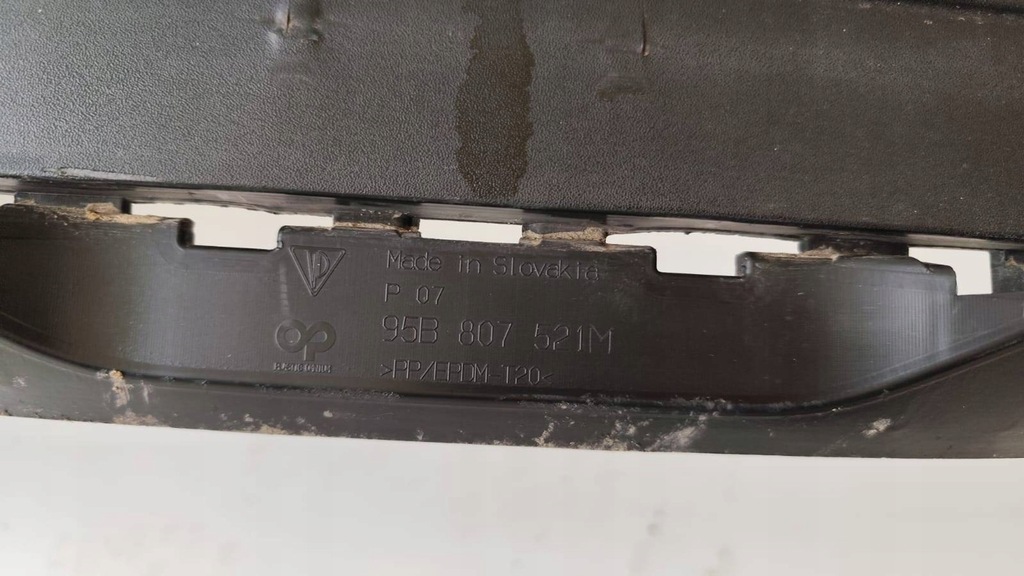 Made in Slovakia
P 07
95B 807 521M
>PP/EPDM-T20<